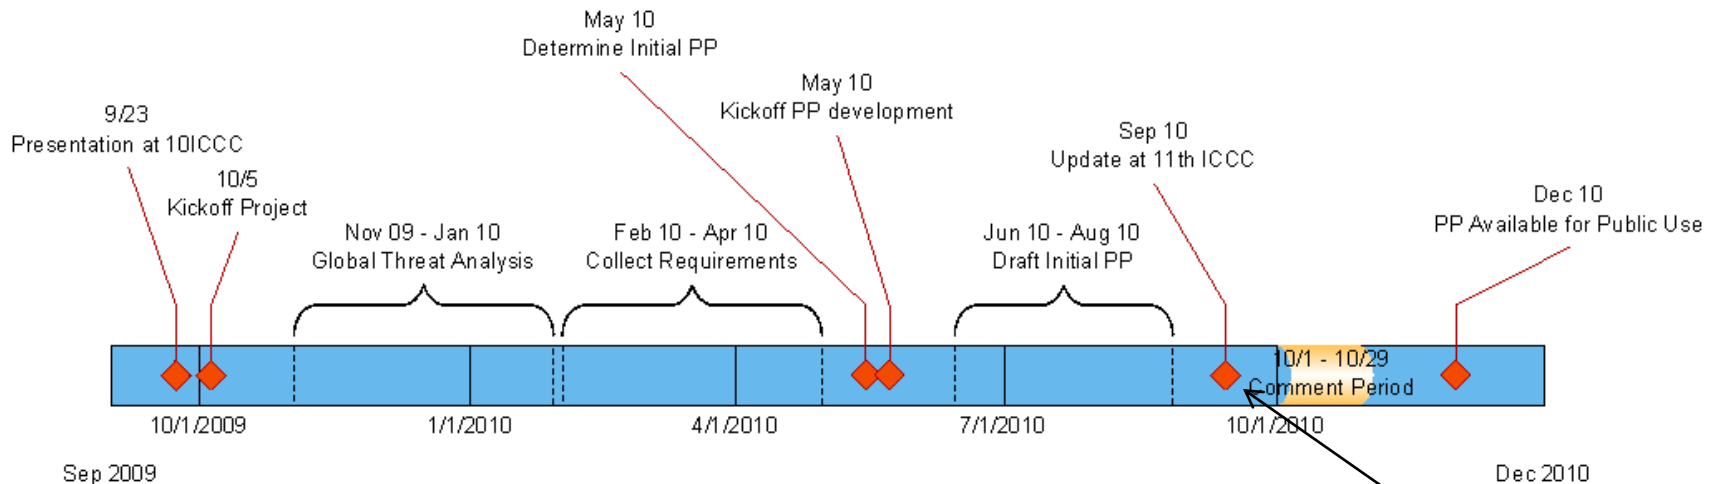 May 10
Determine Initial PP
May 10
Kickoff PP development
9/23
Presentation at 10ICCC
Sep 10
Update at 11th ICCC
10/5
Kickoff Project
Dec 10
PP Available for Public Use
Nov 09 - Jan 10
Global Threat Analysis
Feb 10 - Apr 10
Collect Requirements
Jun 10 - Aug 10
Draft Initial PP
10/1 - 10/29
Comment Period
10/1/2009
1/1/2010
4/1/2010
7/1/2010
10/1/2010
Sep 2009
Dec 2010